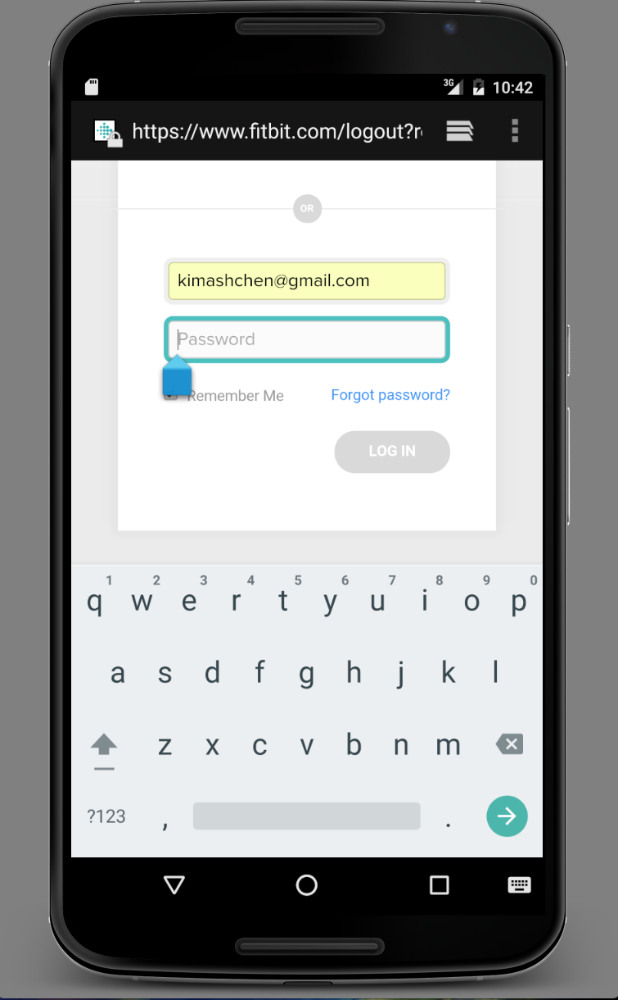 3G 10:42
https://www.fitbit.com/logout?r
OR
kimashchen@gmail.com
Password
Remember Me Forgot password?
LOG IN
1 2 3 4 5 6 7 8 9 0
q w e r t y u i o p
a s d f g h j k l
z x c v b n m
?123 , .